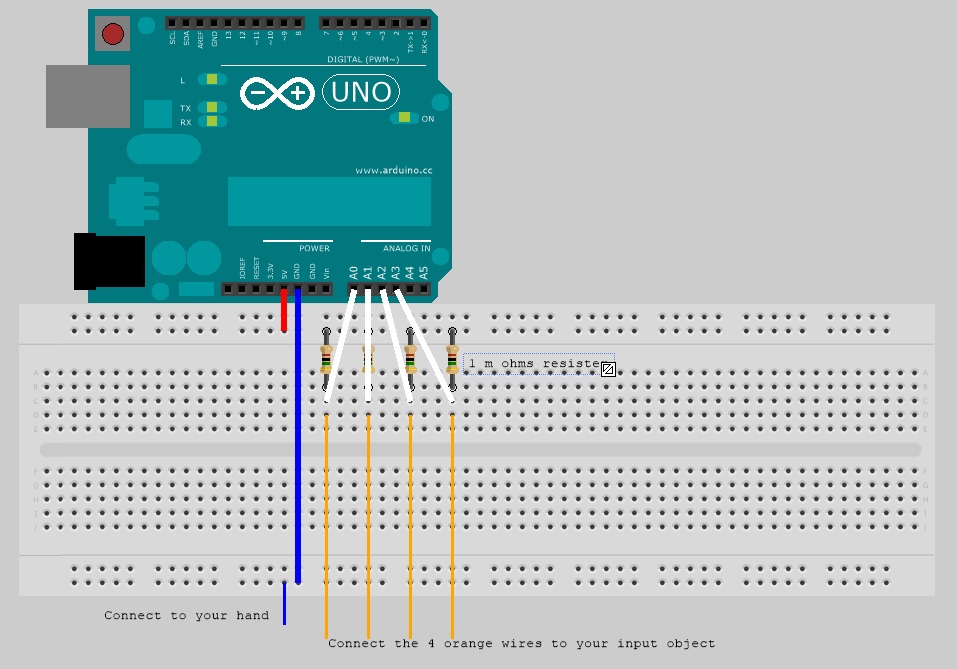 SCL
SDA
AREF
GND
13
12
~11
~10
~9
8
7
~6
~5
4
~3
2
TX->1
RX<-0
DIGITAL (PWM~)
L
TX
RX
UNO
ON
www.arduino.cc
POWER
ANALOG IN
IOREF
RESET
3.3V
5V
GND
GND
Vin
A0
A1
A2
A3
A4
A5
1 m ohms resister
A
B
C
D
E
A
B
C
D
E
F
G
H
I
J
F
G
H
I
J
Connect to your hand
Connect the 4 orange wires to your input object